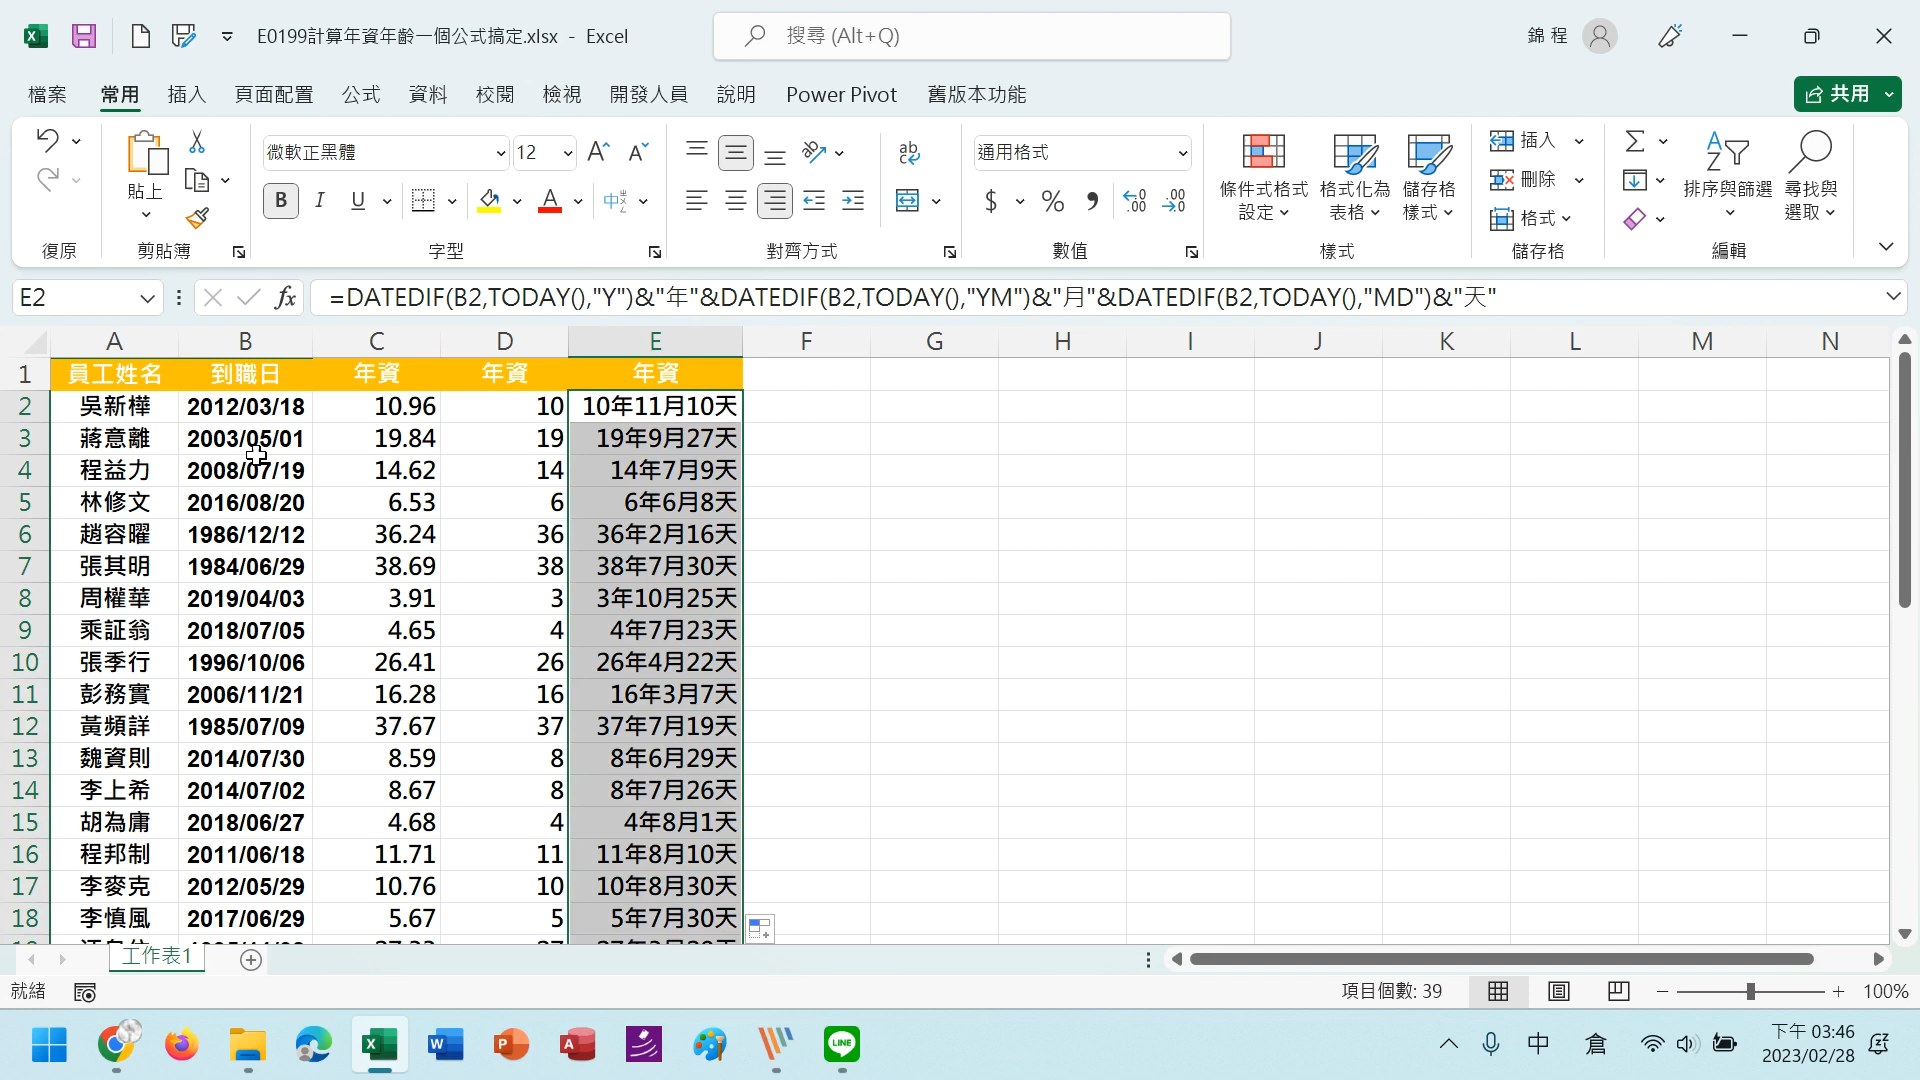 E0199計算年資年齡一個公式搞定.xlsx - Excel
搜尋 (Alt+Q)
錦 程
檔案 常用 插入 頁面配置 公式 資料 校閱 檢視 開發人員 說明 Power Pivot 舊版本功能
共用
貼上
微軟正黑體 12
通用格式
條件式格式設定
格式化為表格
儲存格樣式
插入
刪除
格式
排序與篩選
尋找與選取
復原 剪貼簿 字型 對齊方式 數值 樣式 儲存格 編輯
E2 =DATEDIF(B2,TODAY(),"Y")&"年"&DATEDIF(B2,TODAY(),"YM")&"月"&DATEDIF(B2,TODAY(),"MD")&"天"
A B C D E F G H I J K L M N
1 員工姓名 到職日 年資 年資 年資
2 吳新樺 2012/03/18 10.96 10 10年11月10天
3 蔣意離 2003/05/01 19.84 19 19年9月27天
4 程益力 2008/07/19 14.62 14 14年7月9天
5 林修文 2016/08/20 6.53 6 6年6月8天
6 趙容曜 1986/12/12 36.24 36 36年2月16天
7 張其明 1984/06/29 38.69 38 38年7月30天
8 周權華 2019/04/03 3.91 3 3年10月25天
9 乘証翁 2018/07/05 4.65 4 4年7月23天
10 張季行 1996/10/06 26.41 26 26年4月22天
11 彭務實 2006/11/21 16.28 16 16年3月7天
12 黃頻詳 1985/07/09 37.67 37 37年7月19天
13 魏資則 2014/07/30 8.59 8 8年6月29天
14 李上希 2014/07/02 8.67 8 8年7月26天
15 胡為庸 2018/06/27 4.68 4 4年8月1天
16 程邦制 2011/06/18 11.71 11 11年8月10天
17 李麥克 2012/05/29 10.76 10 10年8月30天
18 李慎風 2017/06/29 5.67 5 5年7月30天
工作表1
就緒
項目個數: 39
100%
中
倉
下午 03:46
2023/02/28